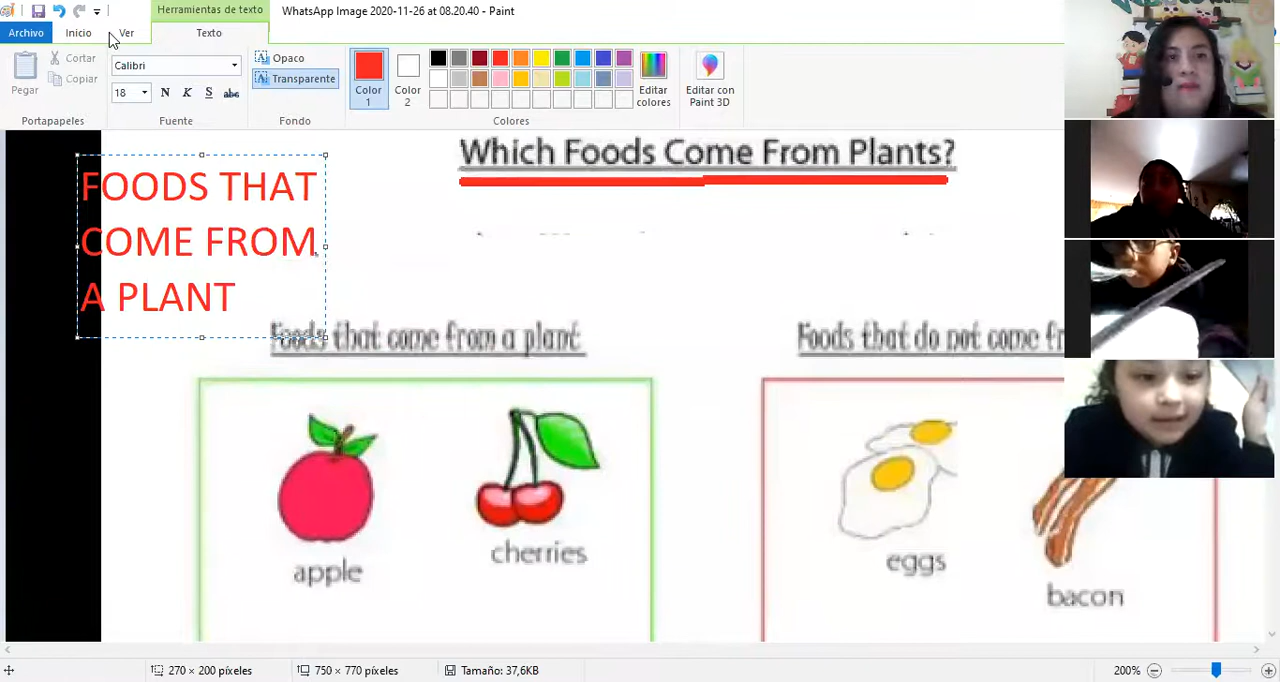 Herramientas de texto
WhatsApp Image 2020-11-26 at 08.20.40 - Paint
Archivo Inicio Ver Texto
Pegar
Cortar
Copiar
Portapapeles
Calibri
18 N K S abc
Fuente
Opaco
Transparente
Fondo
Color 1
Color 2
Editar colores
Colores
Editar con Paint 3D
Which Foods Come From Plants?
FOODS THAT
COME FROM
A PLANT
Foods that come from a plant
Foods that do not come fr
apple
cherries
eggs
bacon
270 × 200 píxeles
750 × 770 píxeles
Tamaño: 37,6KB
200%